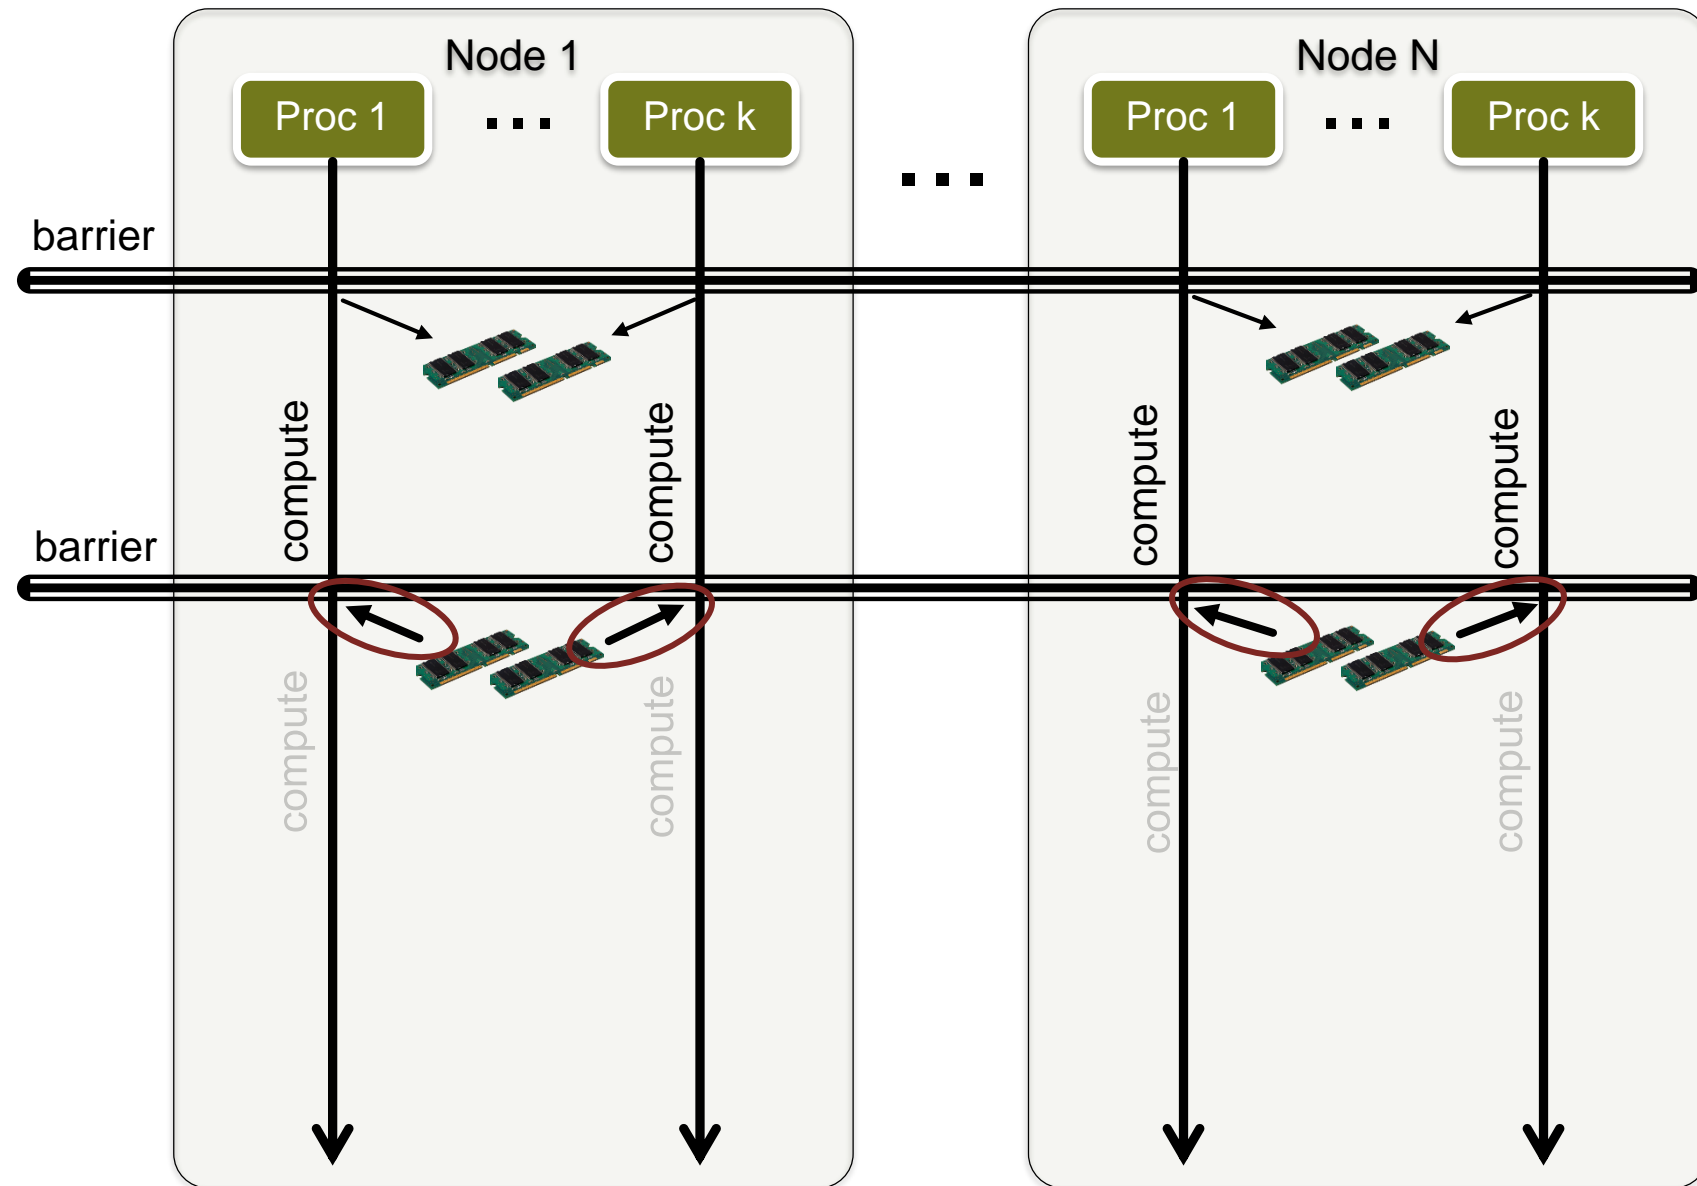 Node 1
Node N
Proc 1
...
Proc k
Proc 1
...
Proc k
...
barrier
compute
compute
compute
compute
barrier
compute
compute
compute
compute